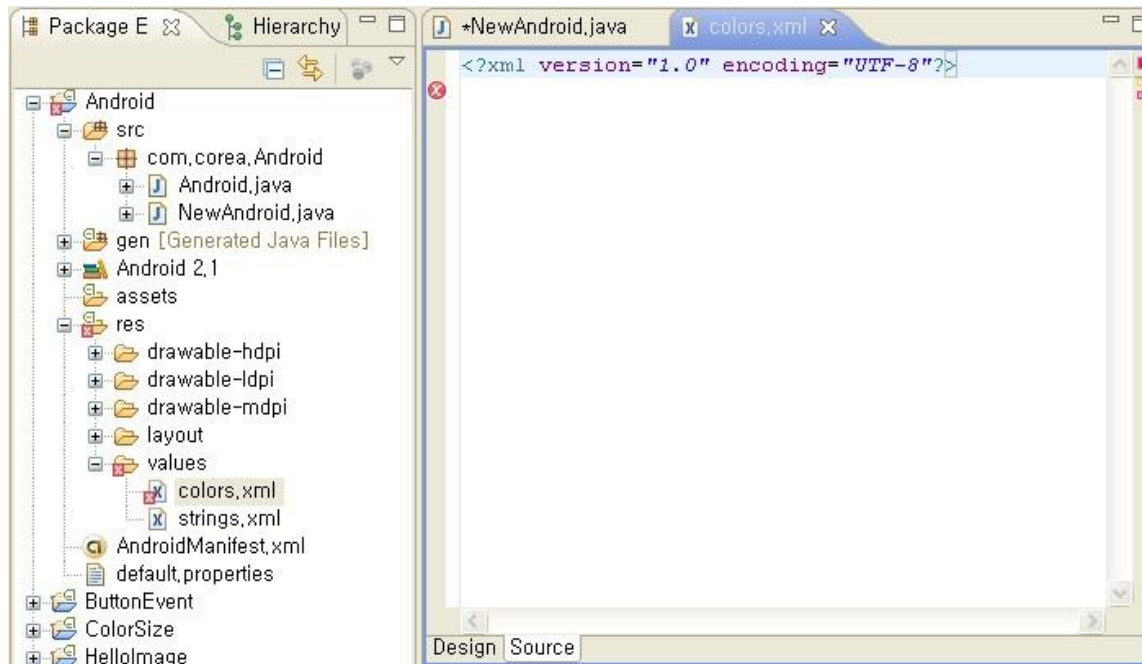 Package E
Hierarchy
*NewAndroid.java
colors.xml
Android
src
com.corea.Android
Android.java
NewAndroid.java
gen [Generated Java Files]
Android 2.1
assets
res
drawable-hdpi
drawable-ldpi
drawable-mdpi
layout
values
colors.xml
strings.xml
AndroidManifest.xml
default.properties
ButtonEvent
ColorSize
HelloImage
<?xml version="1.0" encoding="UTF-8"?>
Design
Source